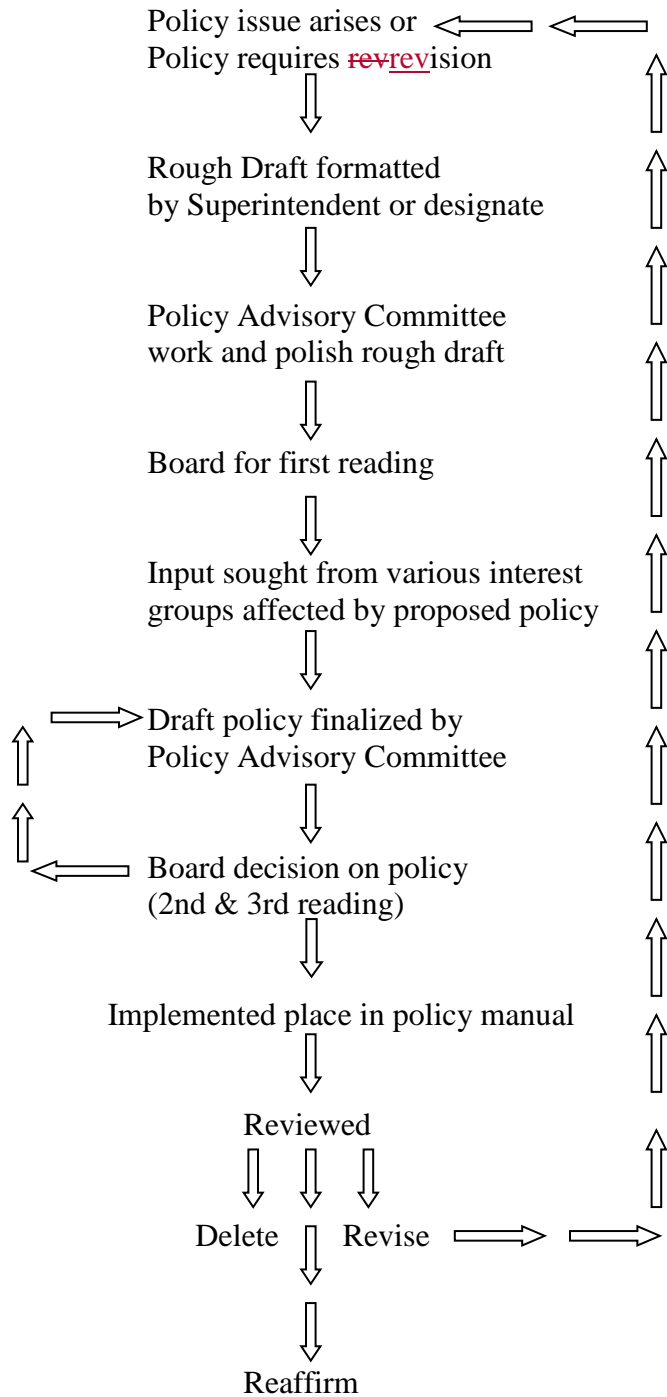 Policy issue arises or
Policy requires revrevision
Rough Draft formatted
by Superintendent or designate
Policy Advisory Committee
work and polish rough draft
Board for first reading
Input sought from various interest
groups affected by proposed policy
Draft policy finalized by
Policy Advisory Committee
Board decision on policy
(2nd & 3rd reading)
Implemented place in policy manual
Reviewed
Delete Revise
Reaffirm